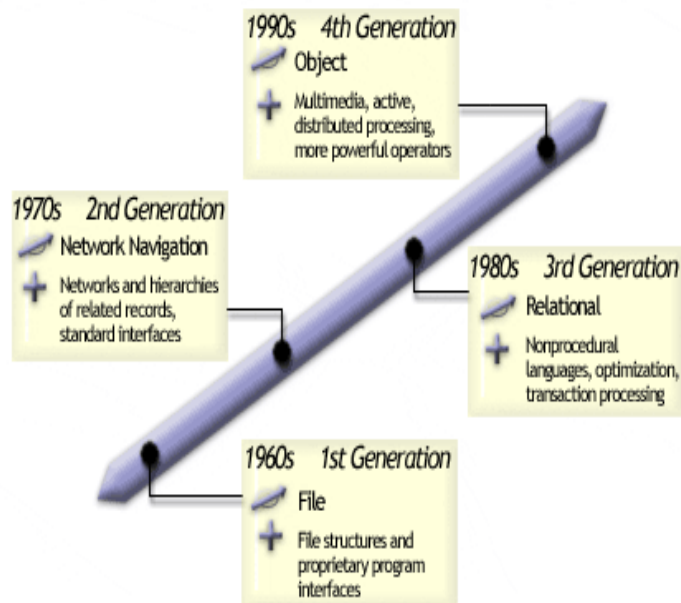 1990s 4th Generation
Object
Multimedia, active,
distributed processing,
more powerful operators
1970s 2nd Generation
Network Navigation
Networks and hierarchies
of related records,
standard interfaces
1980s 3rd Generation
Relational
Nonprocedural
languages, optimization,
transaction processing
1960s 1st Generation
File
File structures and
proprietary program
interfaces